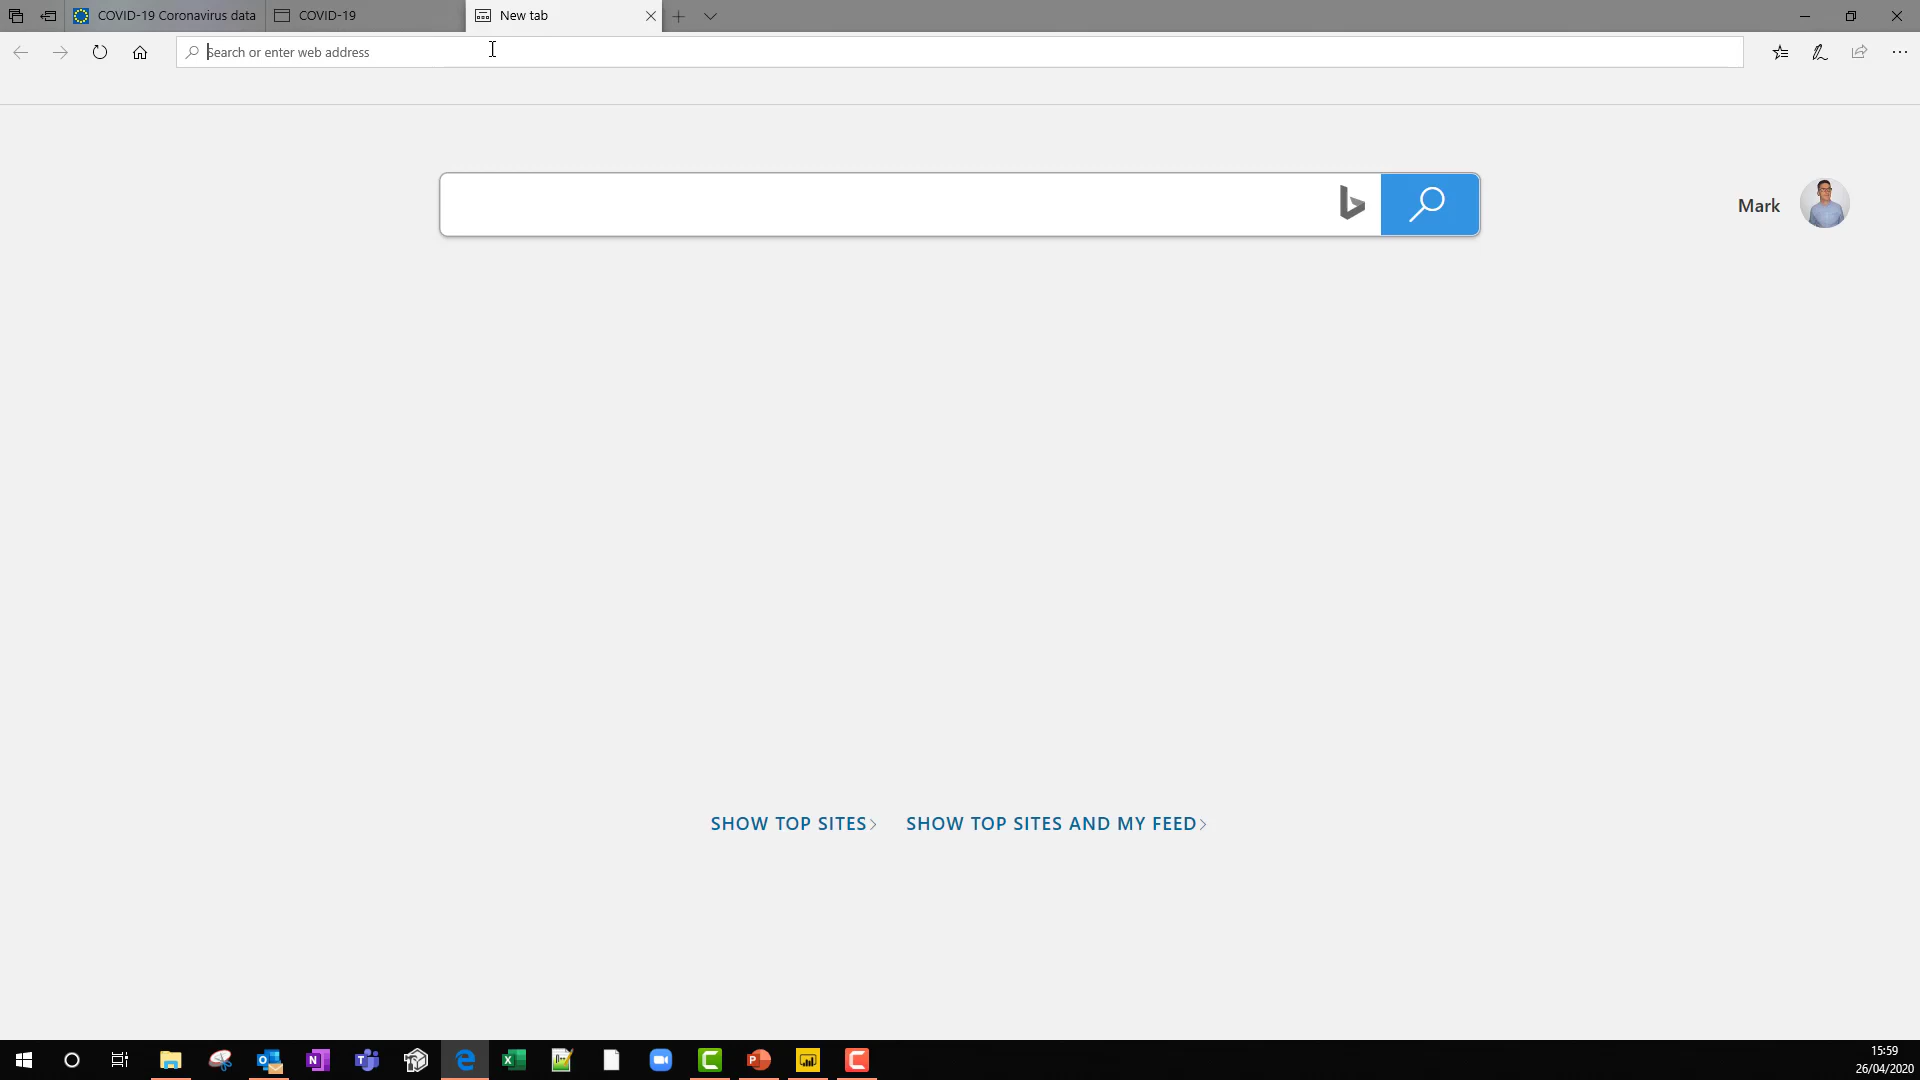 COVID-19 Coronavirus data
COVID-19
New tab
Search or enter web address
Mark
SHOW TOP SITES
SHOW TOP SITES AND MY FEED
15:59
26/04/2020